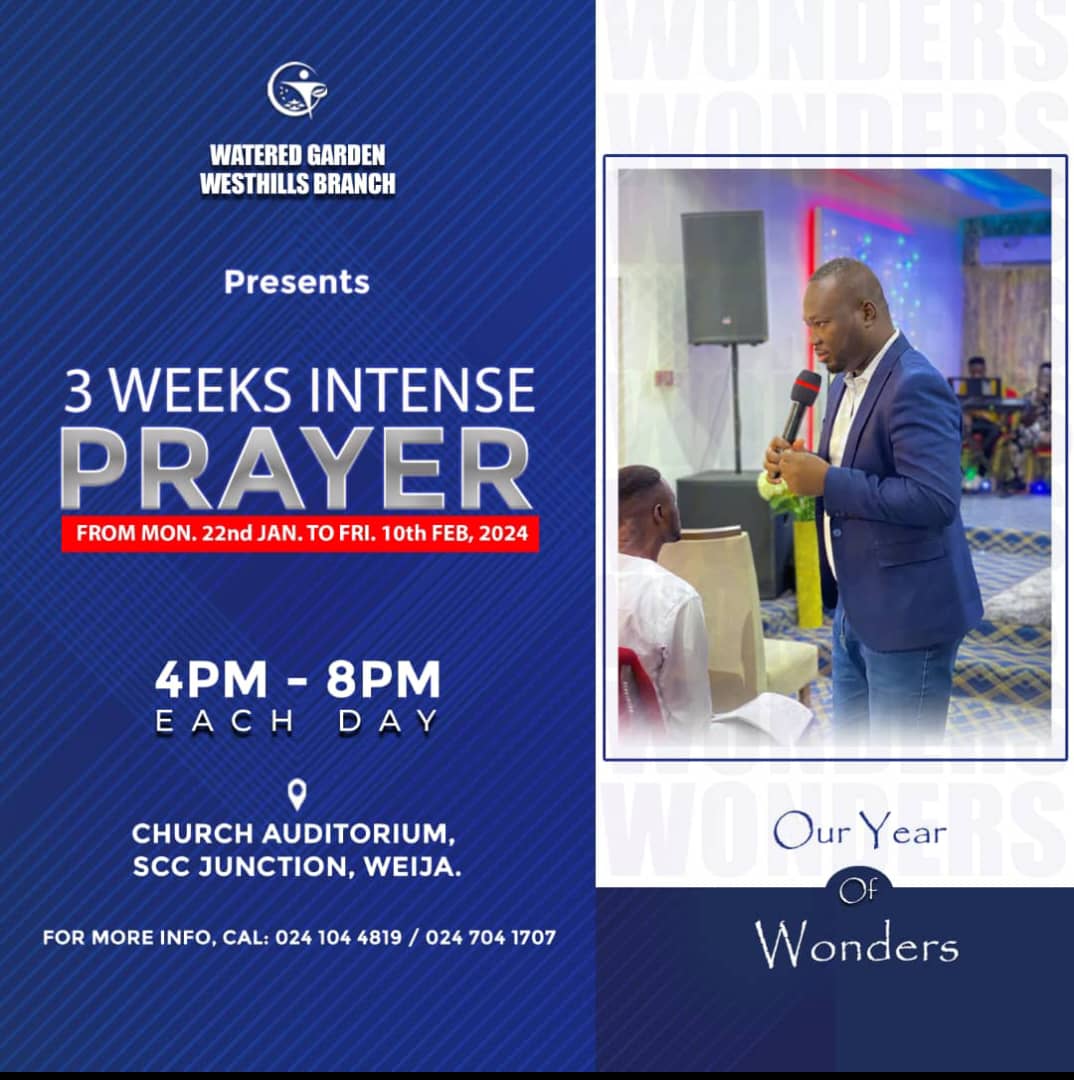 WATERED GARDEN
WESTHILLS BRANCH
Presents
3 WEEKS INTENSE
PRAYER
FROM MON. 22nd JAN. TO FRI. 10th FEB, 2024
4PM - 8PM
EACH DAY
CHURCH AUDITORIUM,
SCC JUNCTION, WEIJA.
FOR MORE INFO, CAL: 024 104 4819 / 024 704 1707
WONDERS
WONDERS
WONDERS
WONDERS
Our Year
Of
Wonders